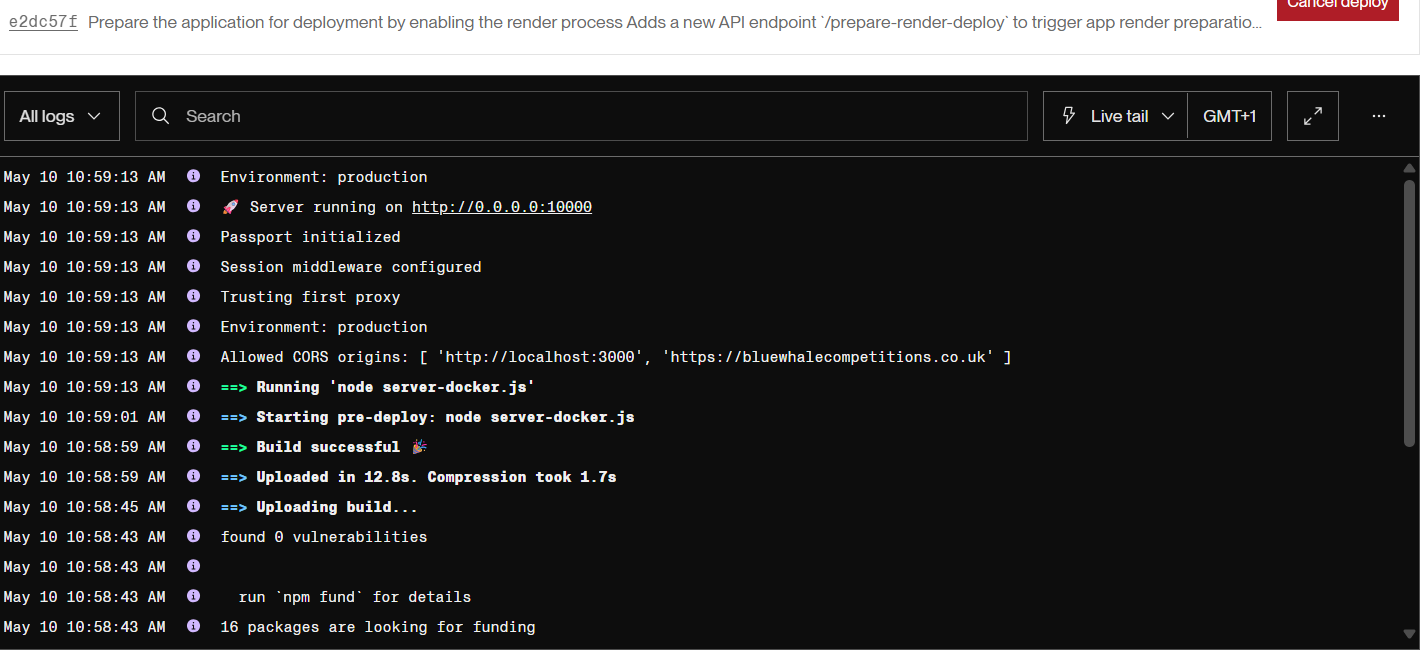 Cancel deploy
e2dc57f Prepare the application for deployment by enabling the render process Adds a new API endpoint `/prepare-render-deploy` to trigger app render preparatio...
All logs Search Live tail GMT+1 ...
May 10 10:59:13 AM i Environment: production
May 10 10:59:13 AM i 🚀 Server running on http://0.0.0.0:10000
May 10 10:59:13 AM i Passport initialized
May 10 10:59:13 AM i Session middleware configured
May 10 10:59:13 AM i Trusting first proxy
May 10 10:59:13 AM i Environment: production
May 10 10:59:13 AM i Allowed CORS origins: [ 'http://localhost:3000', 'https://bluewhalecompetitions.co.uk' ]
May 10 10:59:13 AM i ==> Running 'node server-docker.js'
May 10 10:59:01 AM i ==> Starting pre-deploy: node server-docker.js
May 10 10:58:59 AM i ==> Build successful 🎉
May 10 10:58:59 AM i ==> Uploaded in 12.8s. Compression took 1.7s
May 10 10:58:45 AM i ==> Uploading build...
May 10 10:58:43 AM i found 0 vulnerabilities
May 10 10:58:43 AM i
May 10 10:58:43 AM i run `npm fund` for details
May 10 10:58:43 AM i 16 packages are looking for funding